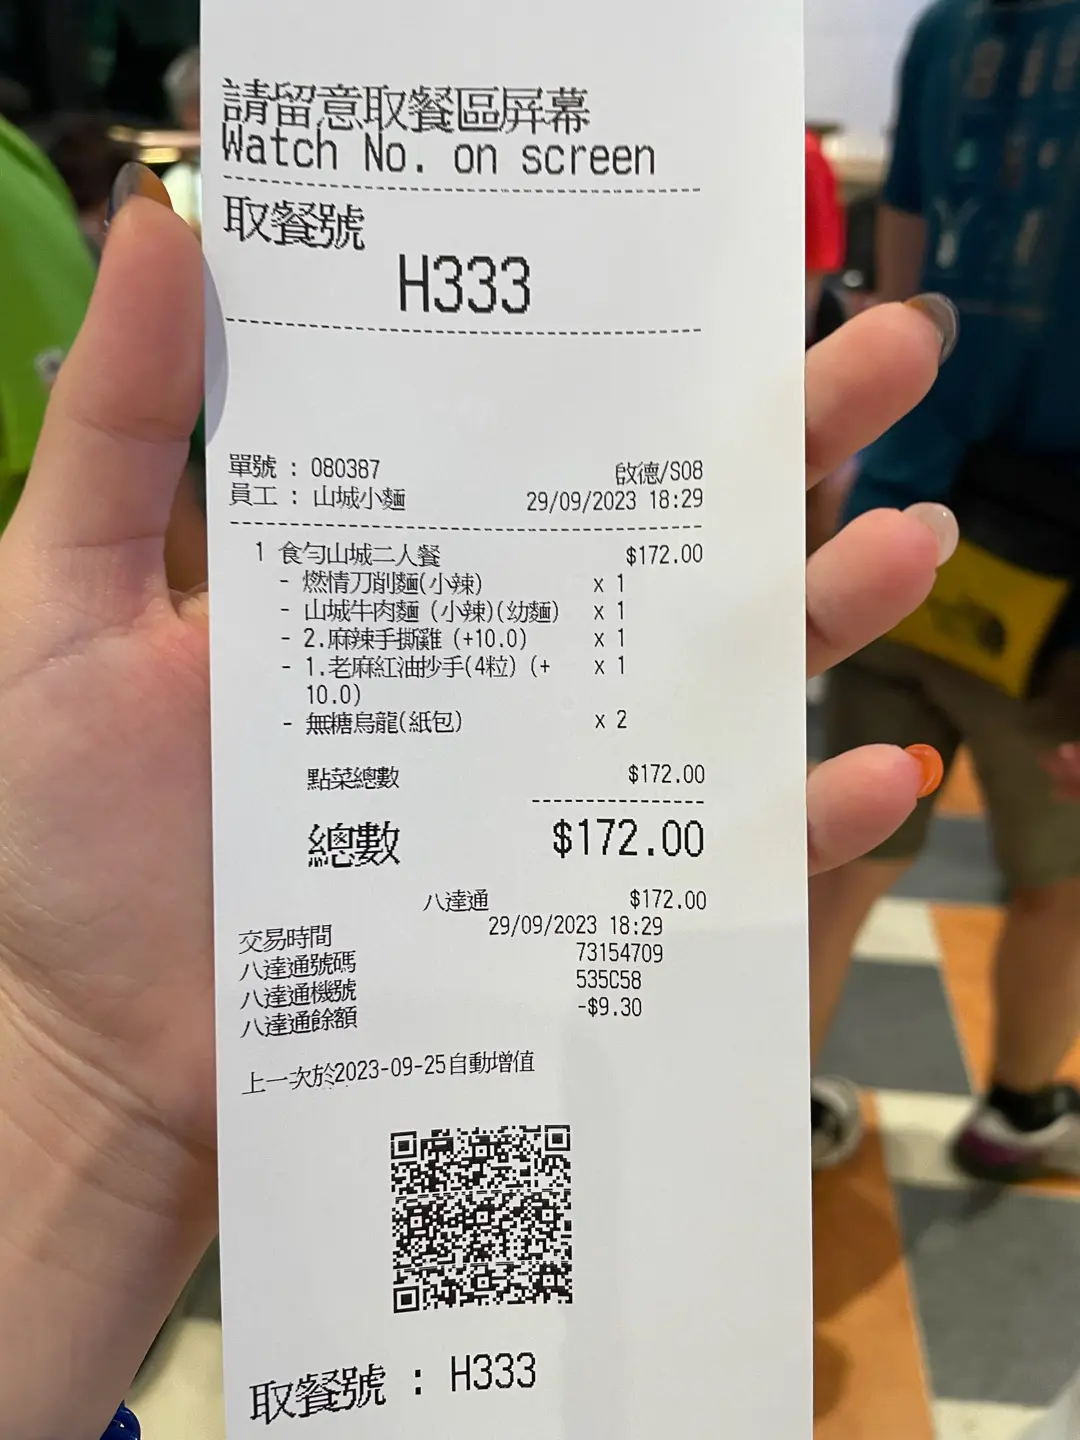 請留意取餐區屏幕
Watch No. on screen
取餐號
H333
單號 : 080387 啟德/S08
員工 : 山城小麵 29/09/2023 18:29
1 食勻山城二人餐 $172.00
- 燃情刀削麵(小辣) x 1
- 山城牛肉麵 (小辣)(幼麵) x 1
- 2.麻辣手撕雞 (+10.0) x 1
- 1.老麻紅油抄手(4粒) (+ x 1
10.0)
- 無糖烏龍(紙包) x 2
點菜總數 $172.00
總數 $172.00
八達通 $172.00
交易時間 29/09/2023 18:29
八達通號碼 73154709
八達通機號 535C58
八達通餘額 -$9.30
上一次於2023-09-25自動增值
取餐號 : H333